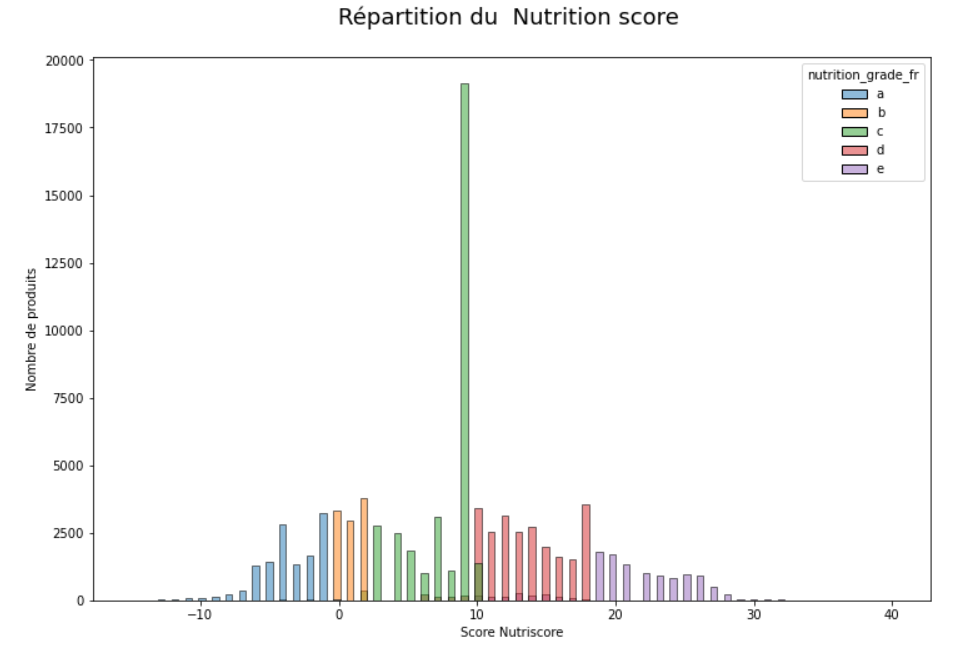 Répartition du  Nutrition score
20000
17500
15000
12500
10000
7500
5000
2500
0
Nombre de produits
nutrition_grade_fr
a
b
c
d
e
−10
0
10
20
30
40
Score Nutriscore